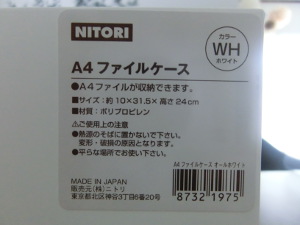 NITORI
カラー
WH
ホワイト
A4ファイルケース
●A4ファイルが収納できます。
■サイズ：約10×31.5×高さ24cm
■材質：ポリプロピレン
⚠ご使用上の注意
●熱源のそばに置かないで下さい。
変形・破損の原因となります。
●平らな場所でお使い下さい。
A4 ファイルケース オールホワイト
MADE IN JAPAN
販売元(株)ニトリ
東京都北区神谷3丁目6番20号
8732 1975